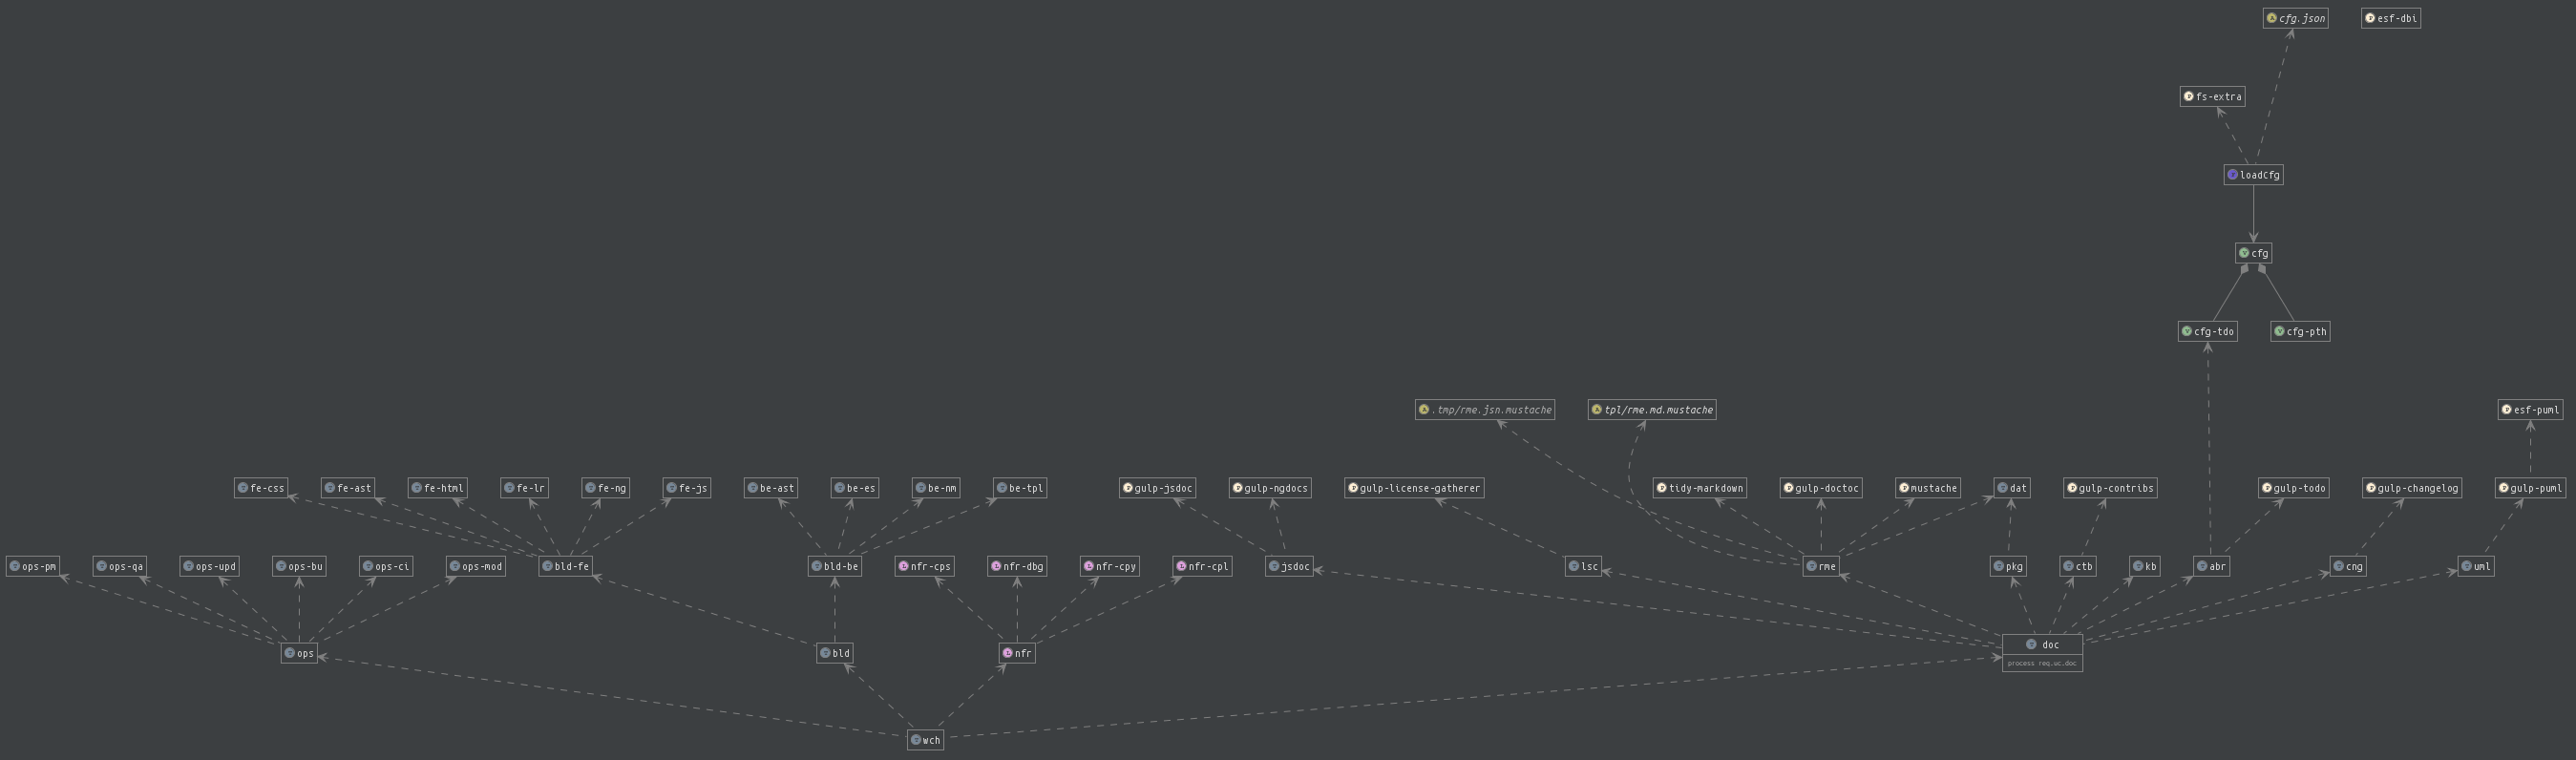 cfg.json
esf-dbi
fs-extra
loadCfg
cfg
cfg-tdo
cfg-pth
.tmp/rme.jsn.mustache
tpl/rme.md.mustache
esf-puml
fe-css
fe-ast
fe-html
fe-lr
fe-ng
fe-js
be-ast
be-es
be-nm
be-tpl
gulp-jsdoc
gulp-ngdocs
gulp-license-gatherer
tidy-markdown
gulp-doctoc
mustache
dat
gulp-contribs
gulp-todo
gulp-changelog
gulp-puml
ops-pm
ops-qa
ops-upd
ops-bu
ops-ci
ops-mod
bld-fe
bld-be
nfr-cps
nfr-dbg
nfr-cpy
nfr-cpl
jsdoc
lsc
rme
pkg
ctb
kb
abr
cng
uml
ops
bld
nfr
doc
process req.uc.doc
wch